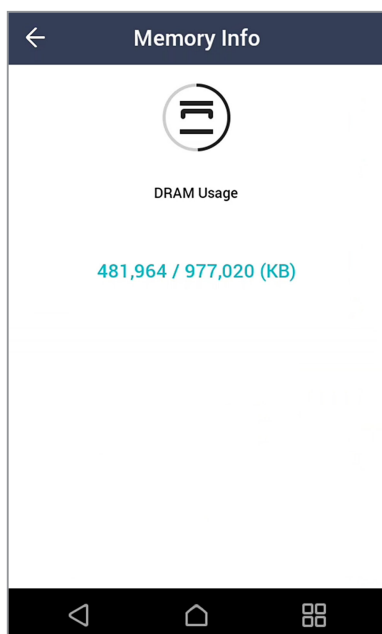 Memory Info
DRAM Usage
481,964 / 977,020 (KB)